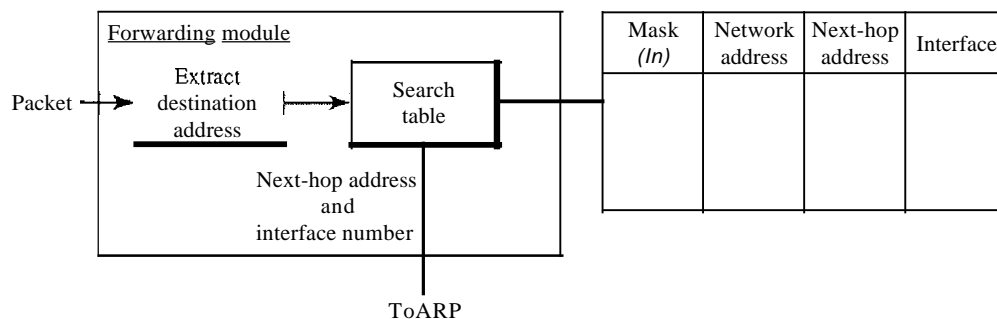 Forwarding module
Packet
Extract
destination
address
Search
table
Next-hop address
and
interface number
ToARP
Mask
(In)
Network
address
Next-hop
address
Interface